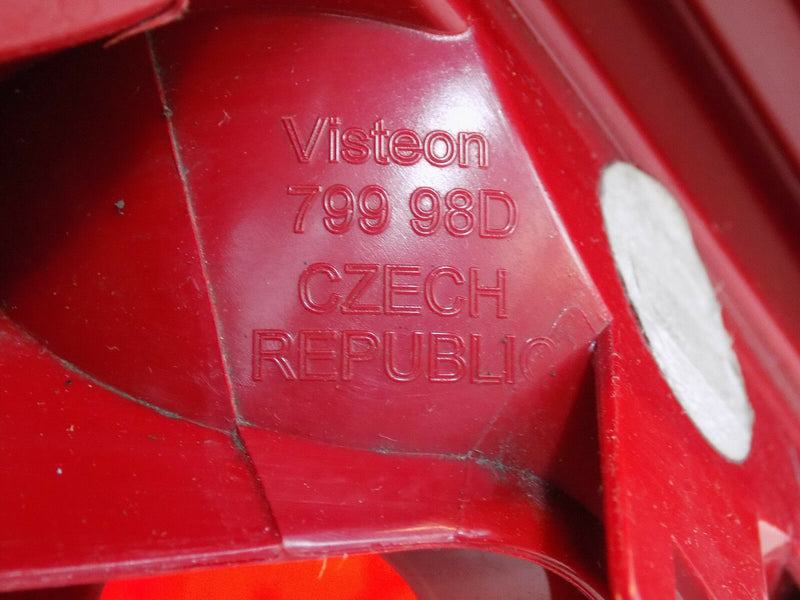 Visteon
799 98D
CZECH
REPUBLIC